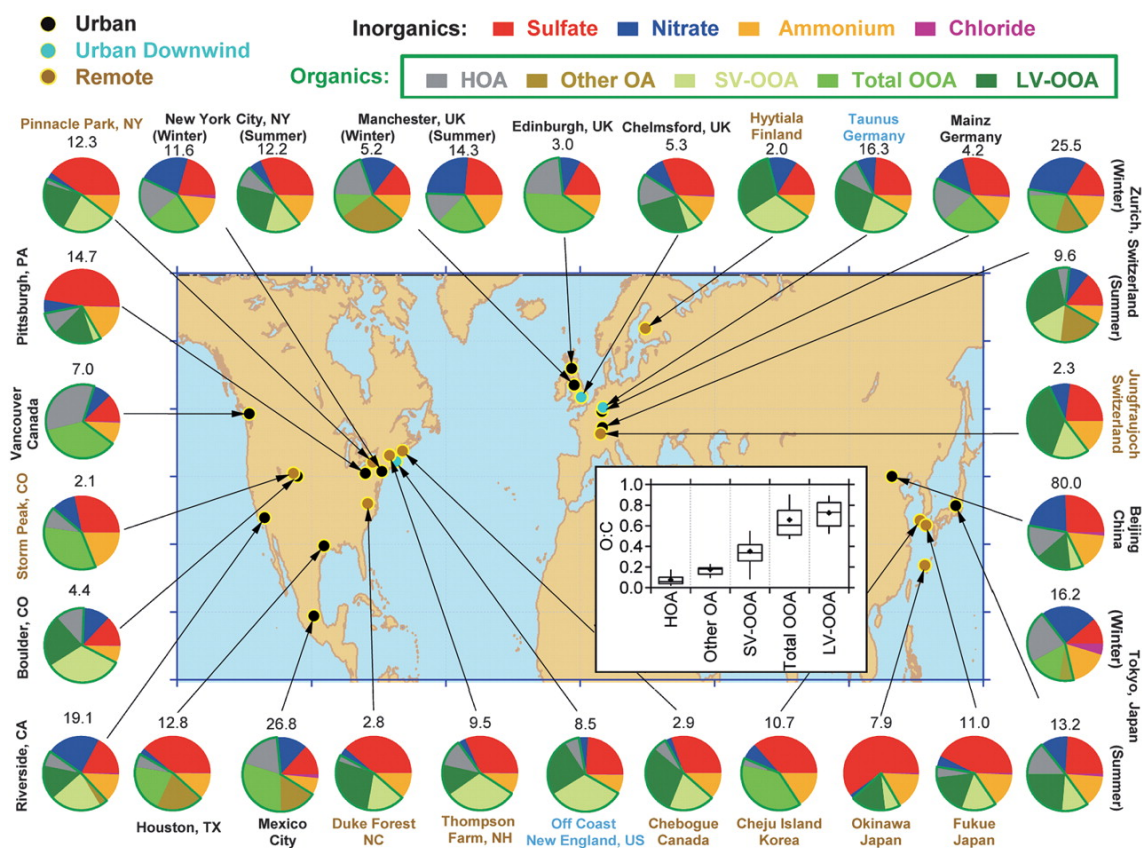 Urban
Urban Downwind
Remote
Inorganics: Sulfate Nitrate Ammonium Chloride
Organics: HOA Other OA SV-OOA Total OOA LV-OOA
Pinnacle Park, NY
12.3
New York City, NY
(Winter) (Summer)
11.6 12.2
Manchester, UK
(Winter) (Summer)
5.2 14.3
Edinburgh, UK
3.0
Chelmsford, UK
5.3
Hyytiala
Finland
2.0
Taunus
Germany
16.3
Mainz
Germany
4.2
25.5
Zurich, Switzerland
(Winter) (Summer)
9.6
Pittsburgh, PA
14.7
Vancouver
Canada
7.0
Storm Peak, CO
2.1
Boulder, CO
4.4
Riverside, CA
19.1
Jungfraujoch
Switzerland
2.3
Beijing
China
80.0
Tokyo, Japan
(Winter) (Summer)
16.2
13.2
O:C
1.0
0.8
0.6
0.4
0.2
0.0
HOA
Other OA
SV-OOA
Total OOA
LV-OOA
12.8
Houston, TX
26.8
Mexico
City
2.8
Duke Forest
NC
9.5
Thompson
Farm, NH
8.5
Off Coast
New England, US
2.9
Chebogue
Canada
10.7
Cheju Island
Korea
7.9
Okinawa
Japan
11.0
Fukue
Japan